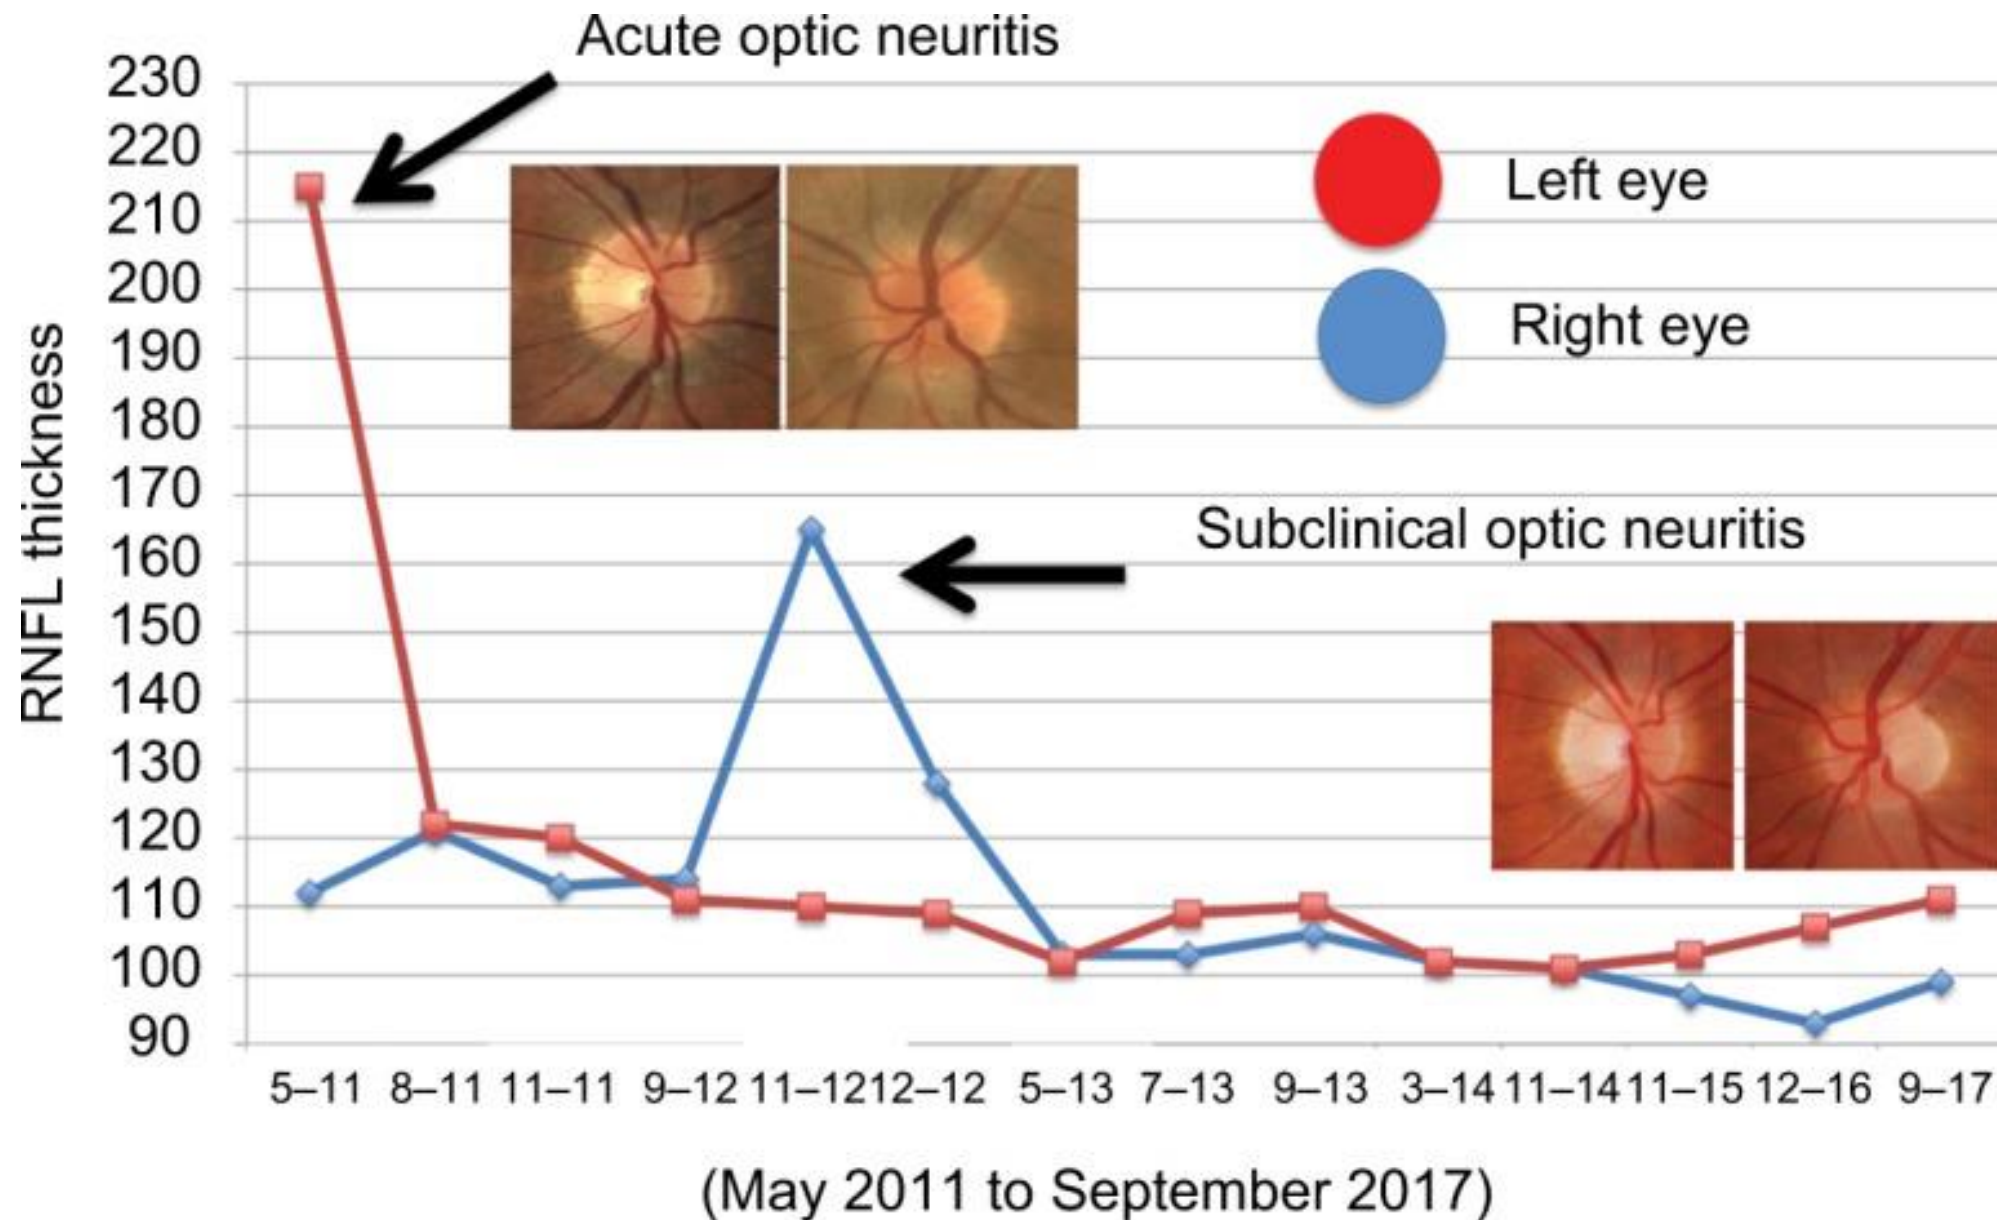 Acute optic neuritis
230
220
210
200
190
180
170
160
150
140
130
120
110
100
90
RNFL thickness
Left eye
Right eye
Subclinical optic neuritis
5–11 8–11 11–11 9–12 11–12 12–12 5–13 7–13 9–13 3–14 11–14 11–15 12–16 9–17
(May 2011 to September 2017)